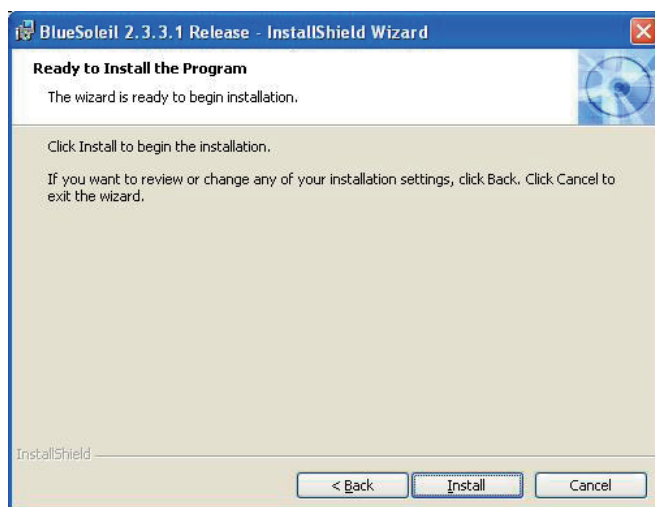 BlueSoleil 2.3.3.1 Release - InstallShield Wizard
Ready to Install the Program
The wizard is ready to begin installation.
Click Install to begin the installation.
If you want to review or change any of your installation settings, click Back. Click Cancel to
exit the wizard.
InstallShield
< Back
Install
Cancel